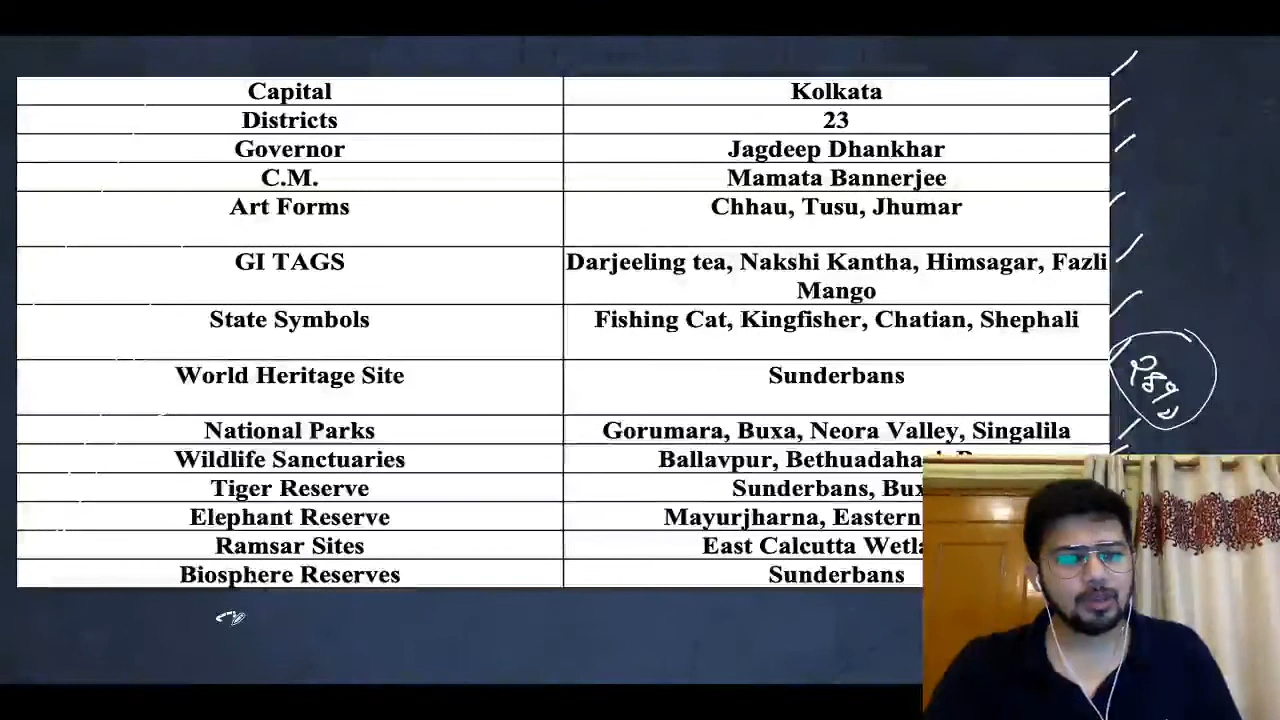 Capital Kolkata
Districts 23
Governor Jagdeep Dhankhar
C.M. Mamata Bannerjee
Art Forms Chhau, Tusu, Jhumar
GI TAGS Darjeeling tea, Nakshi Kantha, Himsagar, Fazli
Mango
State Symbols Fishing Cat, Kingfisher, Chatian, Shephali
World Heritage Site Sunderbans
National Parks Gorumara, Buxa, Neora Valley, Singalila
Wildlife Sanctuaries Ballavpur,
Tiger Reserve Sunderbans,
Elephant Reserve Mayurjharna, Eastern
Ramsar Sites East Calcutta
Biosphere Reserves Sunderbans